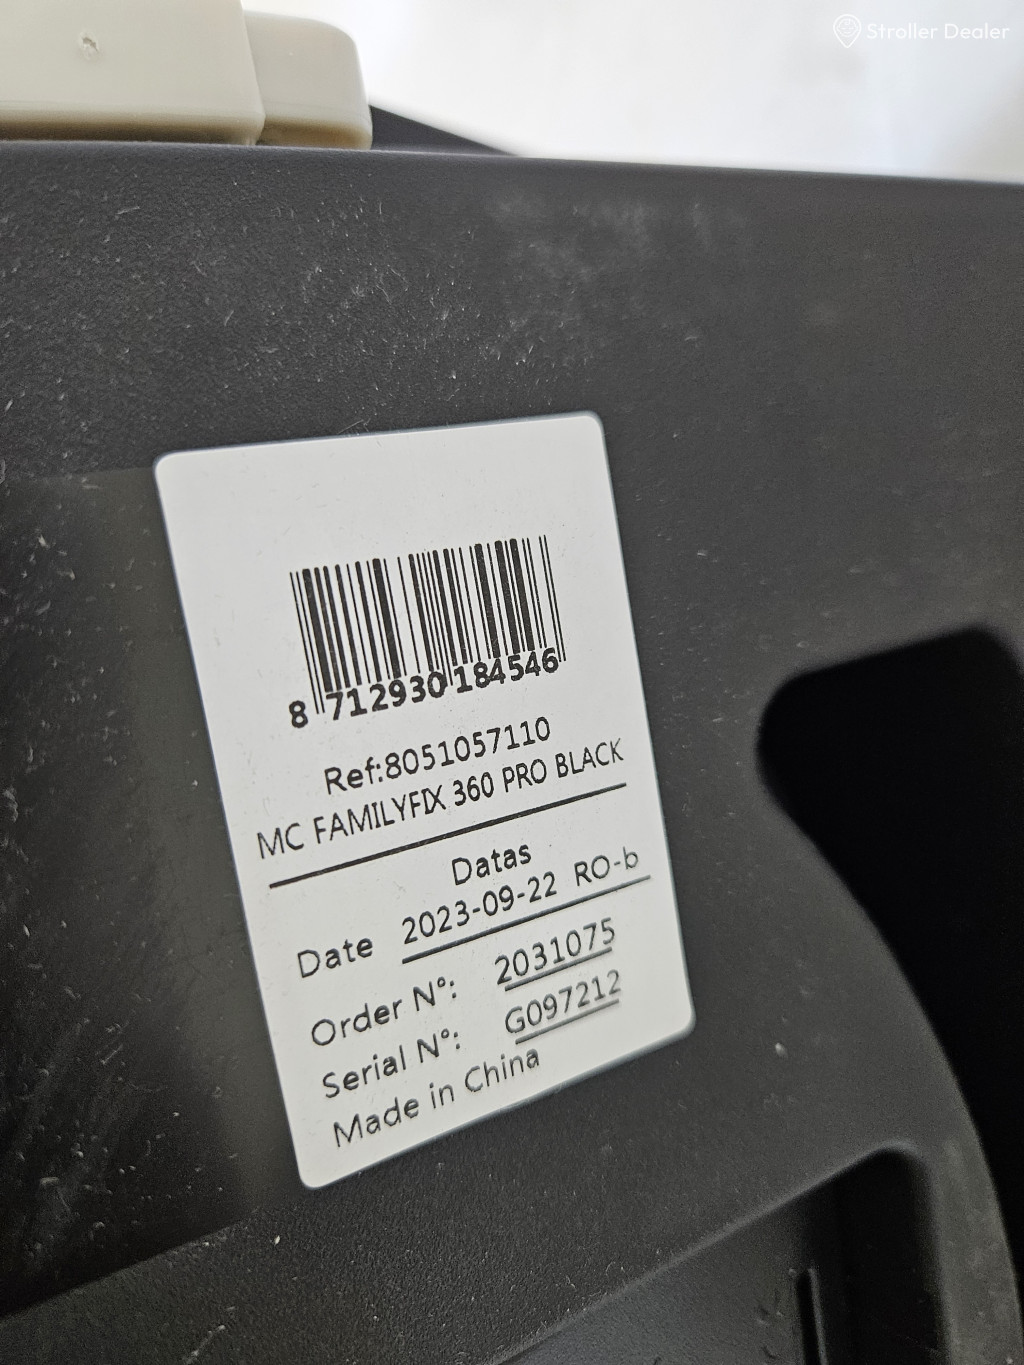 Stroller Dealer
8 712930 184546
Ref:8051057110
MC FAMILYFIX 360 PRO BLACK
Datas
Date 2023-09-22 RO-b
Order N°: 2031075
Serial N°: G097212
Made in China